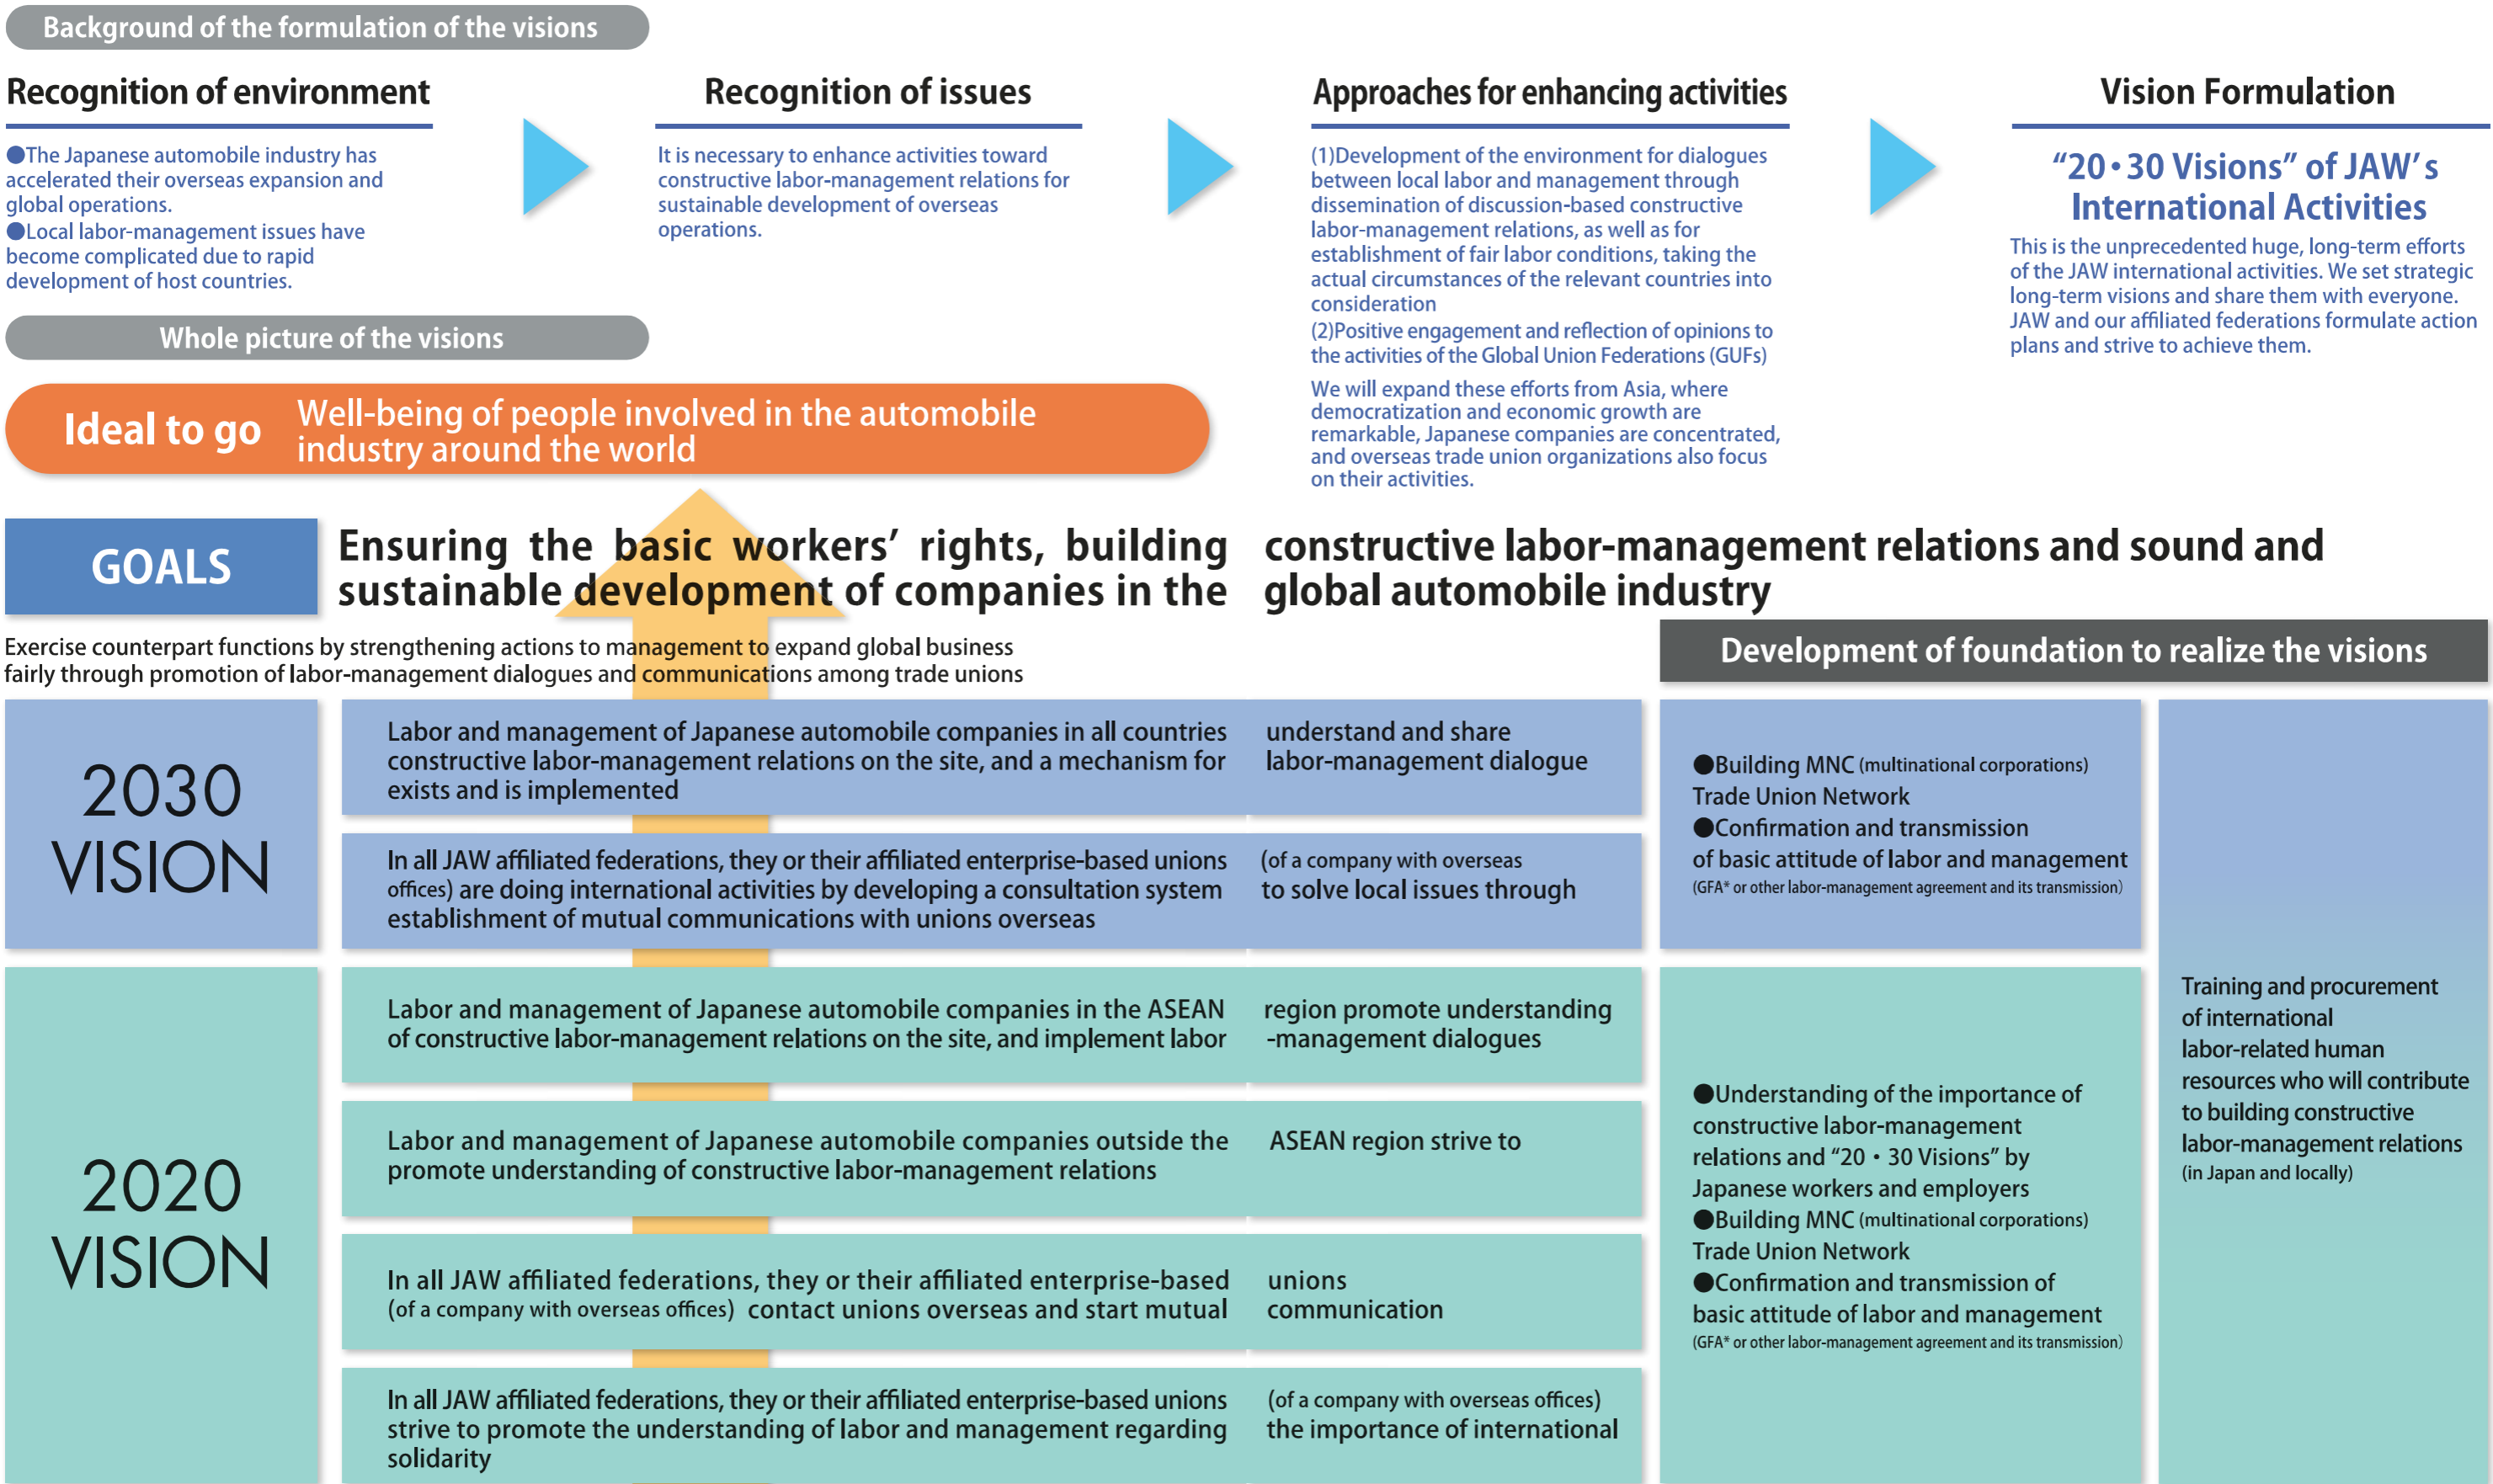 Background of the formulation of the visions
Recognition of environment
●The Japanese automobile industry has
accelerated their overseas expansion and
global operations.
●Local labor-management issues have
become complicated due to rapid
development of host countries.
Recognition of issues
It is necessary to enhance activities toward
constructive labor-management relations for
sustainable development of overseas
operations.
Approaches for enhancing activities
(1)Development of the environment for dialogues
between local labor and management through
dissemination of discussion-based constructive
labor-management relations, as well as for
establishment of fair labor conditions, taking the
actual circumstances of the relevant countries into
consideration
(2)Positive engagement and reflection of opinions to
the activities of the Global Union Federations (GUFs)
We will expand these efforts from Asia, where
democratization and economic growth are
remarkable, Japanese companies are concentrated,
and overseas trade union organizations also focus
on their activities.
Vision Formulation
“20・30 Visions” of JAW’s
International Activities
This is the unprecedented huge, long-term efforts
of the JAW international activities. We set strategic
long-term visions and share them with everyone.
JAW and our affiliated federations formulate action
plans and strive to achieve them.
Whole picture of the visions
Ideal to go
Well-being of people involved in the automobile
industry around the world
GOALS
Ensuring the basic workers’ rights, building constructive labor-management relations and sound and
sustainable development of companies in the global automobile industry
Exercise counterpart functions by strengthening actions to management to expand global business
fairly through promotion of labor-management dialogues and communications among trade unions
Development of foundation to realize the visions
2030
VISION
Labor and management of Japanese automobile companies in all countries understand and share
constructive labor-management relations on the site, and a mechanism for labor-management dialogue
exists and is implemented
In all JAW affiliated federations, they or their affiliated enterprise-based unions (of a company with overseas
offices) are doing international activities by developing a consultation system to solve local issues through
establishment of mutual communications with unions overseas
●Building MNC (multinational corporations)
Trade Union Network
●Confirmation and transmission
of basic attitude of labor and management
(GFA* or other labor-management agreement and its transmission)
2020
VISION
Labor and management of Japanese automobile companies in the ASEAN region promote understanding
of constructive labor-management relations on the site, and implement labor -management dialogues
Labor and management of Japanese automobile companies outside the ASEAN region strive to
promote understanding of constructive labor-management relations
In all JAW affiliated federations, they or their affiliated enterprise-based unions
(of a company with overseas offices) contact unions overseas and start mutual communication
In all JAW affiliated federations, they or their affiliated enterprise-based unions (of a company with overseas offices)
strive to promote the understanding of labor and management regarding the importance of international
solidarity
●Understanding of the importance of
constructive labor-management
relations and “20・30 Visions” by
Japanese workers and employers
●Building MNC (multinational corporations)
Trade Union Network
●Confirmation and transmission of
basic attitude of labor and management
(GFA* or other labor-management agreement and its transmission)
Training and procurement
of international
labor-related human
resources who will contribute
to building constructive
labor-management relations
(in Japan and locally)